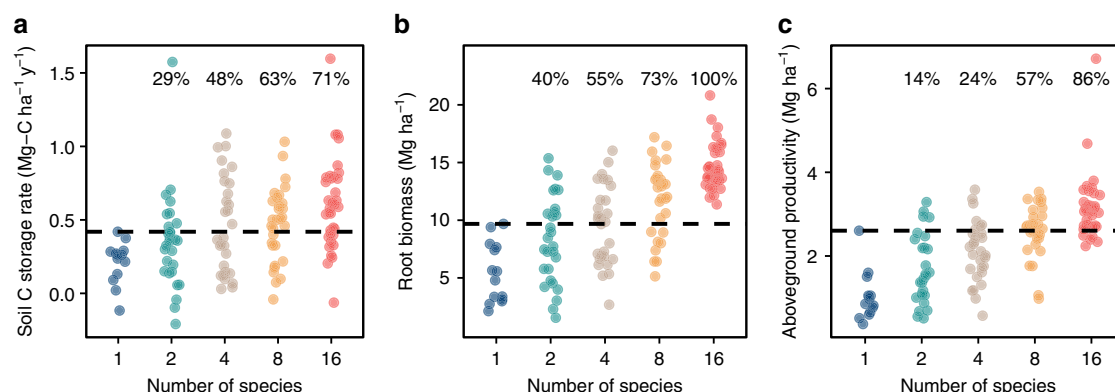 a
Soil C storage rate (Mg−C ha⁻¹ y⁻¹)
1.5
1.0
0.5
0.0
29% 48% 63% 71%
1 2 4 8 16
Number of species
b
Root biomass (Mg ha⁻¹)
20
15
10
5
40% 55% 73% 100%
1 2 4 8 16
Number of species
c
Aboveground productivity (Mg ha⁻¹)
6
4
2
14% 24% 57% 86%
1 2 4 8 16
Number of species